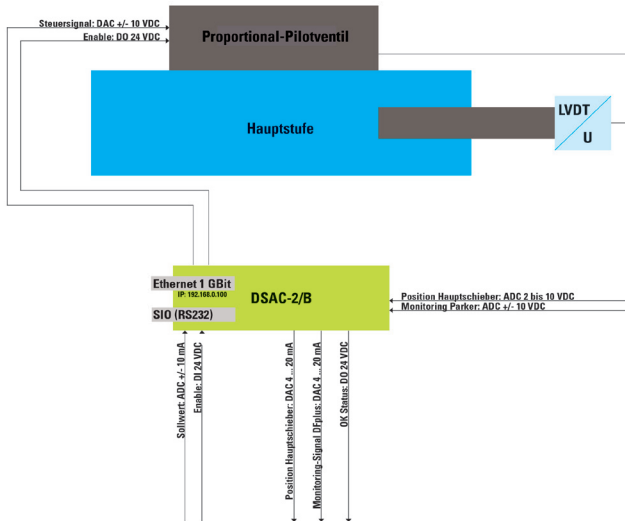 Steuersignal: DAC +/- 10 VDC
Enable: DO 24 VDC
Proportional-Pilotventil
Hauptstufe
LVDT
U
Ethernet 1 GBit
IP: 192.168.0.100
SIO (RS232)
DSAC-2/B
Position Hauptschieber: ADC 2 bis 10 VDC
Monitoring Parker: ADC +/- 10 VDC
Sollwert: ADC +/- 10 mA
Enable: DI 24 VDC
Position Hauptschieber: DAC 4 ... 20 mA
Monitoring-Signal DFplus: DAC 4 ... 20 mA
OK Status: DO 24 VDC